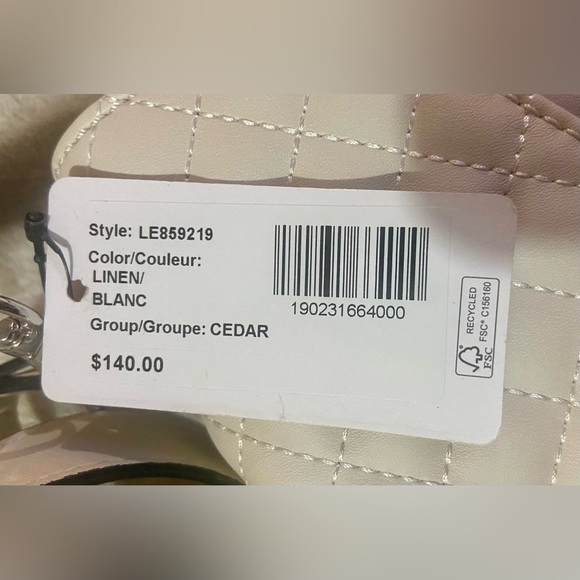 Style: LE859219
Color/Couleur:
LINEN/
BLANC
Group/Groupe: CEDAR
$140.00
190231664000
RECYCLED
FSC® C156160
FSC